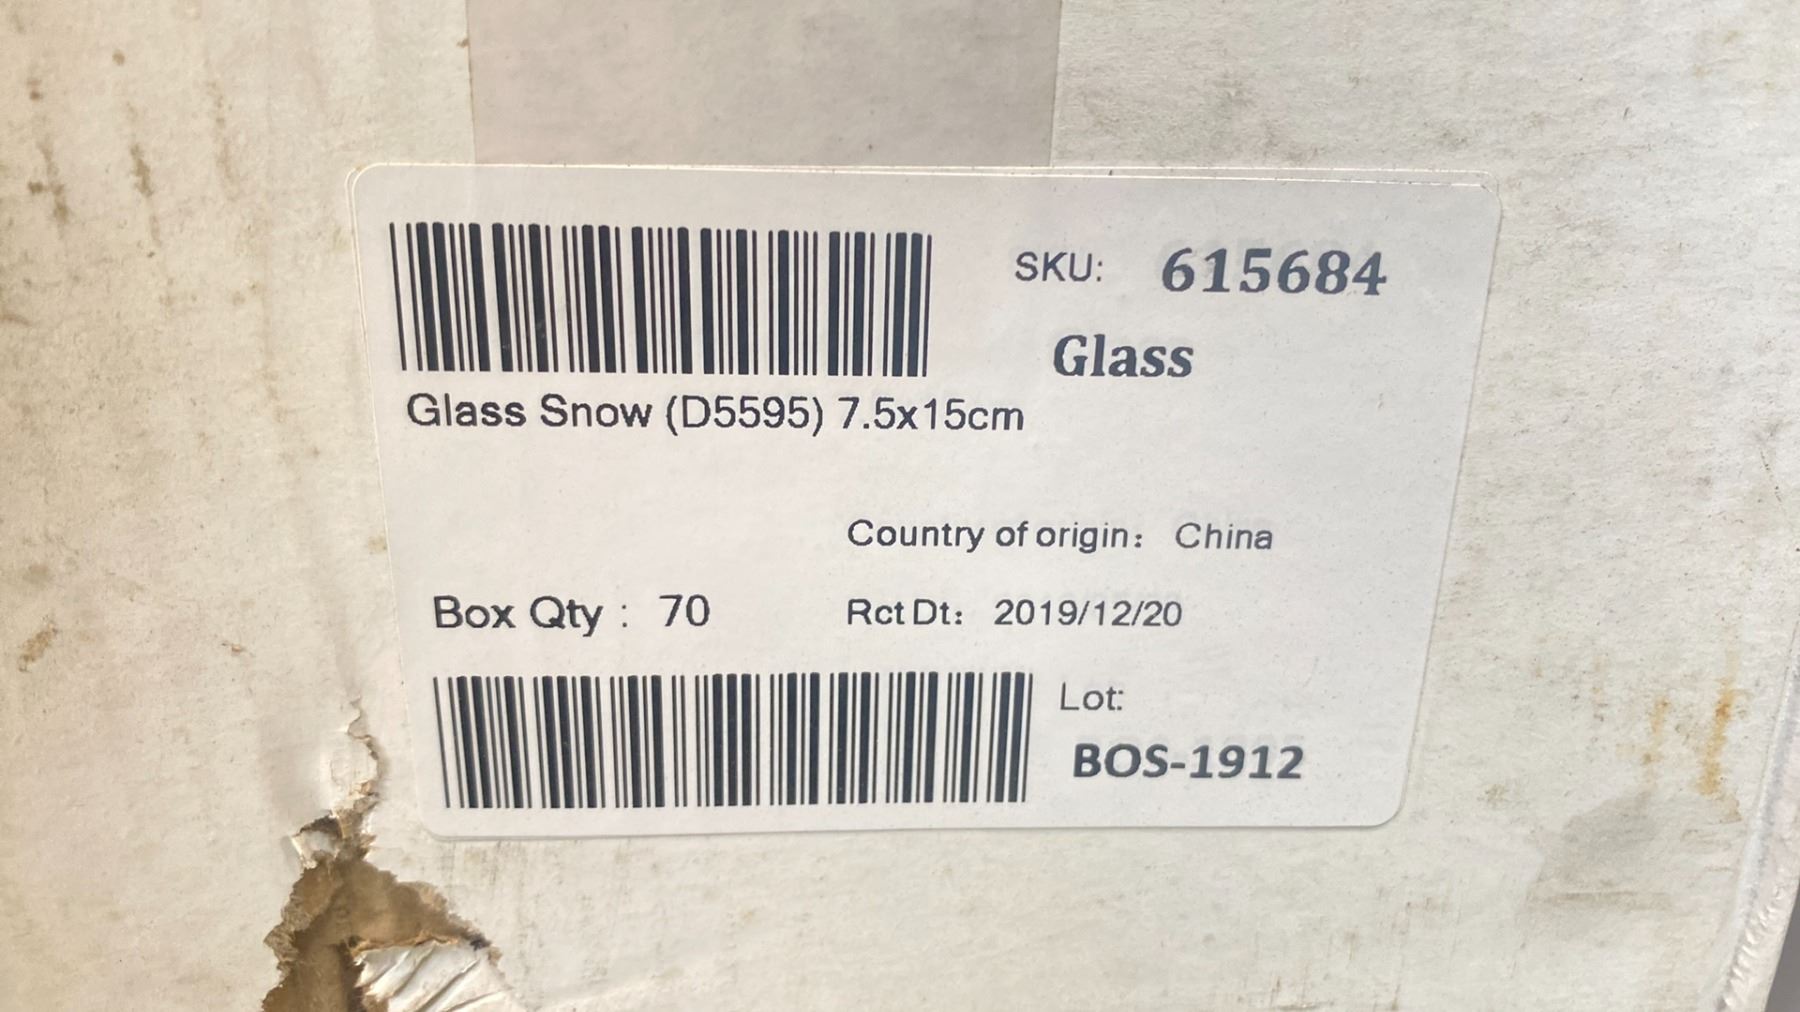 SKU: 615684
Glass
Glass Snow (D5595) 7.5x15cm
Country of origin: China
Box Qty : 70
Rct Dt: 2019/12/20
Lot:
BOS-1912